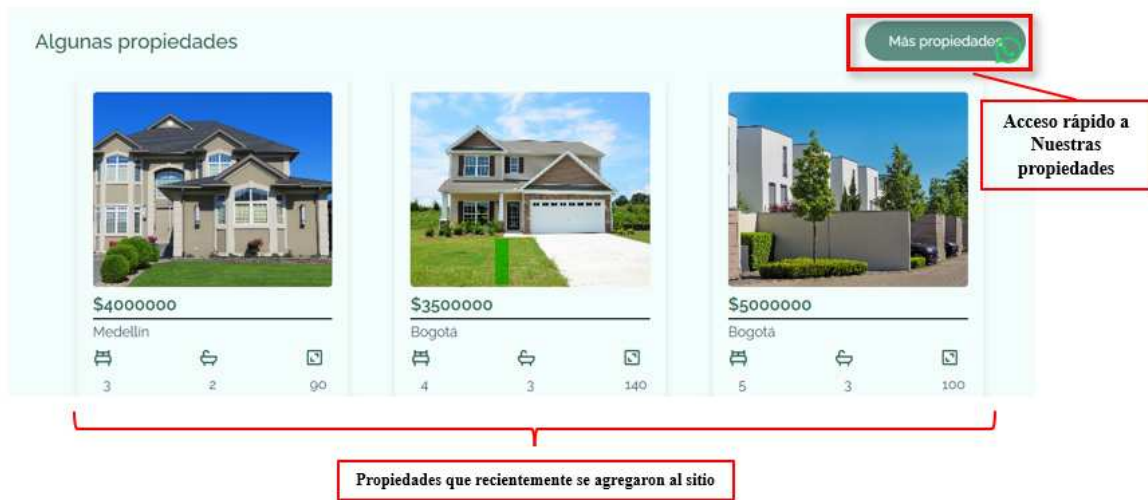 Algunas propiedades
Más propiedades
Acceso rápido a
Nuestras
propiedades
$4000000
$3500000
$5000000
Medellín
Bogotá
Bogotá
3 2 90
4 3 140
5 3 100
Propiedades que recientemente se agregaron al sitio